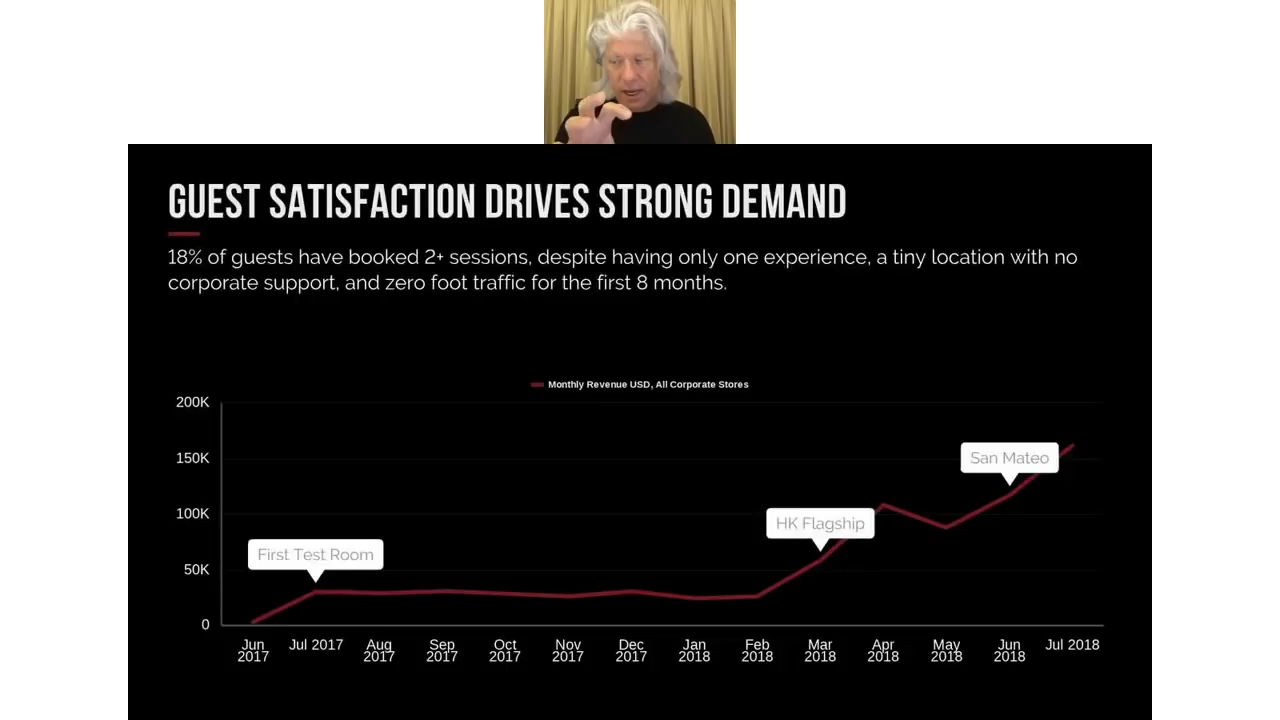 GUEST SATISFACTION DRIVES STRONG DEMAND
18% of guests have booked 2+ sessions, despite having only one experience, a tiny location with no
corporate support, and zero foot traffic for the first 8 months.
Monthly Revenue USD, All Corporate Stores
200K
150K
100K
50K
0
San Mateo
HK Flagship
First Test Room
Jun 2017
Jul 2017
Aug 2017
Sep 2017
Oct 2017
Nov 2017
Dec 2017
Jan 2018
Feb 2018
Mar 2018
Apr 2018
May 2018
Jun 2018
Jul 2018